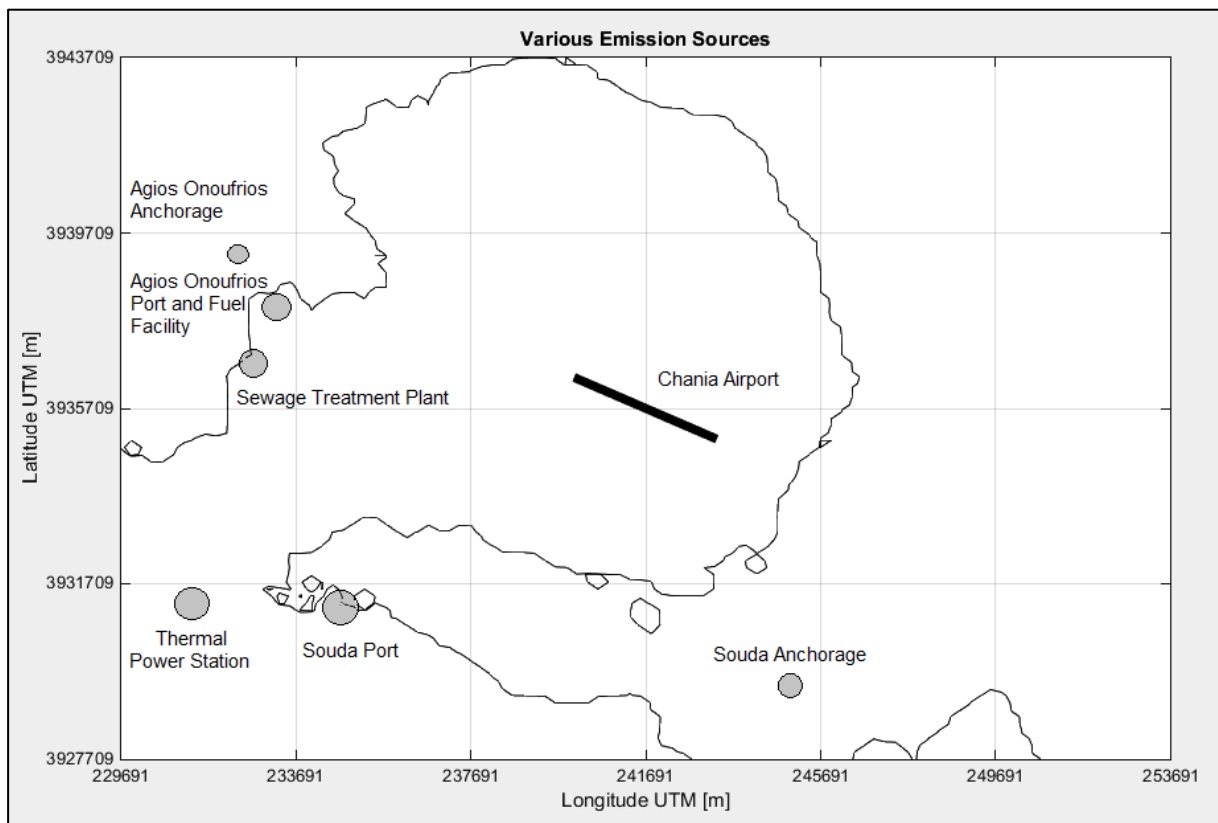 Various Emission Sources
3943709
Agios Onoufrios
Anchorage
3939709
Agios Onoufrios
Port and Fuel
Facility
Chania Airport
Sewage Treatment Plant
3935709
Latitude UTM [m]
3931709
Thermal
Power Station
Souda Port
Souda Anchorage
3927709
229691
233691
237691
241691
245691
249691
253691
Longitude UTM [m]